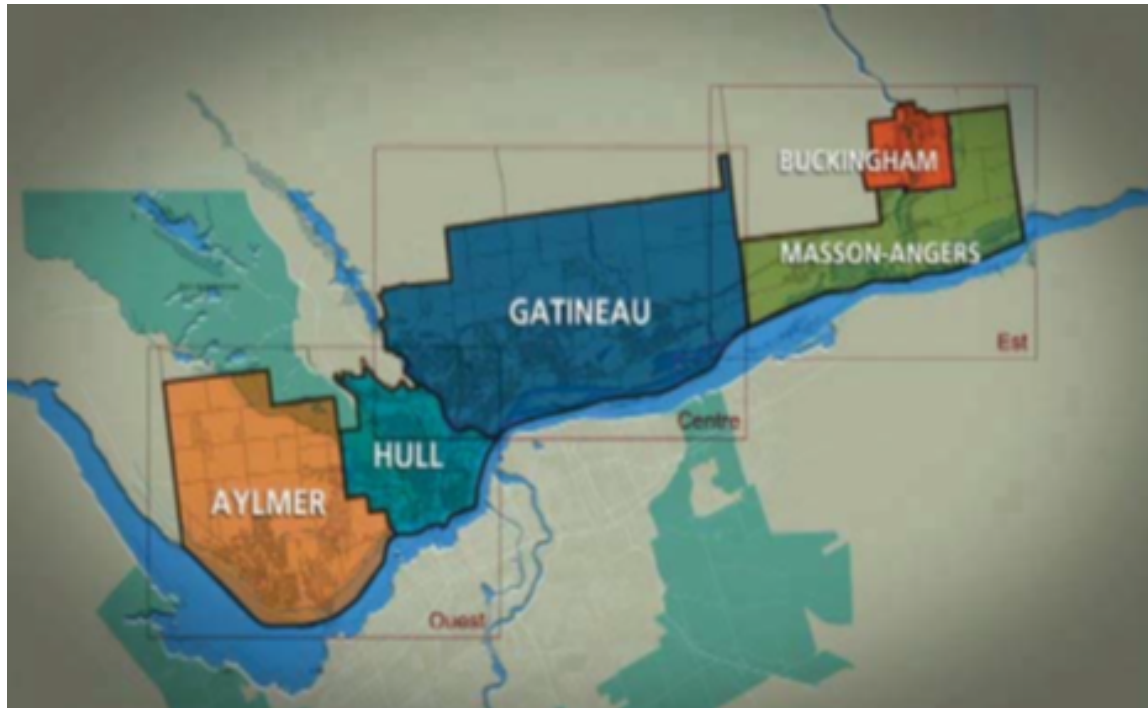 BUCKINGHAM
MASSON-ANGERS
GATINEAU
Est
Centre
HULL
AYLMER
Ouest